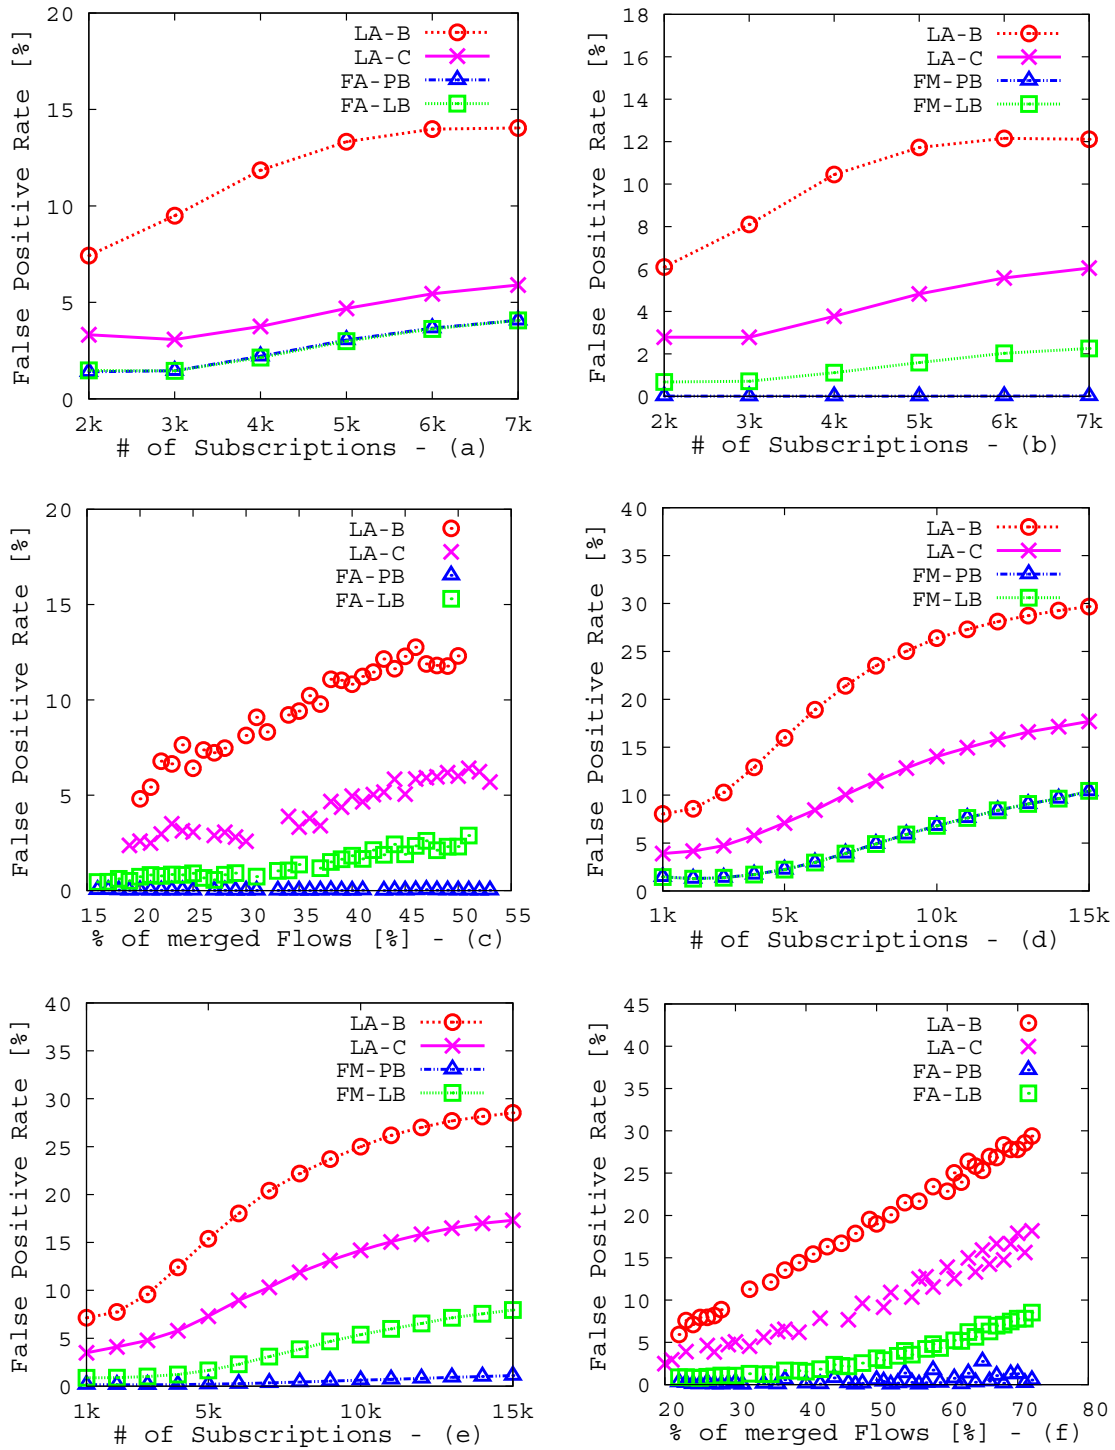 False Positive Rate [%]
20
15
10
5
0
LA-B
LA-C
FA-PB
FA-LB
2k 3k 4k 5k 6k 7k
# of Subscriptions - (a)
False Positive Rate [%]
18
16
14
12
10
8
6
4
2
0
LA-B
LA-C
FM-PB
FM-LB
2k 3k 4k 5k 6k 7k
# of Subscriptions - (b)
False Positive Rate [%]
20
15
10
5
0
LA-B
LA-C
FA-PB
FA-LB
15 20 25 30 35 40 45 50 55
% of merged Flows [%] - (c)
False Positive Rate [%]
40
35
30
25
20
15
10
5
0
LA-B
LA-C
FM-PB
FM-LB
1k 5k 10k 15k
# of Subscriptions - (d)
False Positive Rate [%]
40
35
30
25
20
15
10
5
0
LA-B
LA-C
FM-PB
FM-LB
1k 5k 10k 15k
# of Subscriptions - (e)
False Positive Rate [%]
45
40
35
30
25
20
15
10
5
0
LA-B
LA-C
FA-PB
FA-LB
20 30 40 50 60 70 80
% of merged Flows [%] - (f)